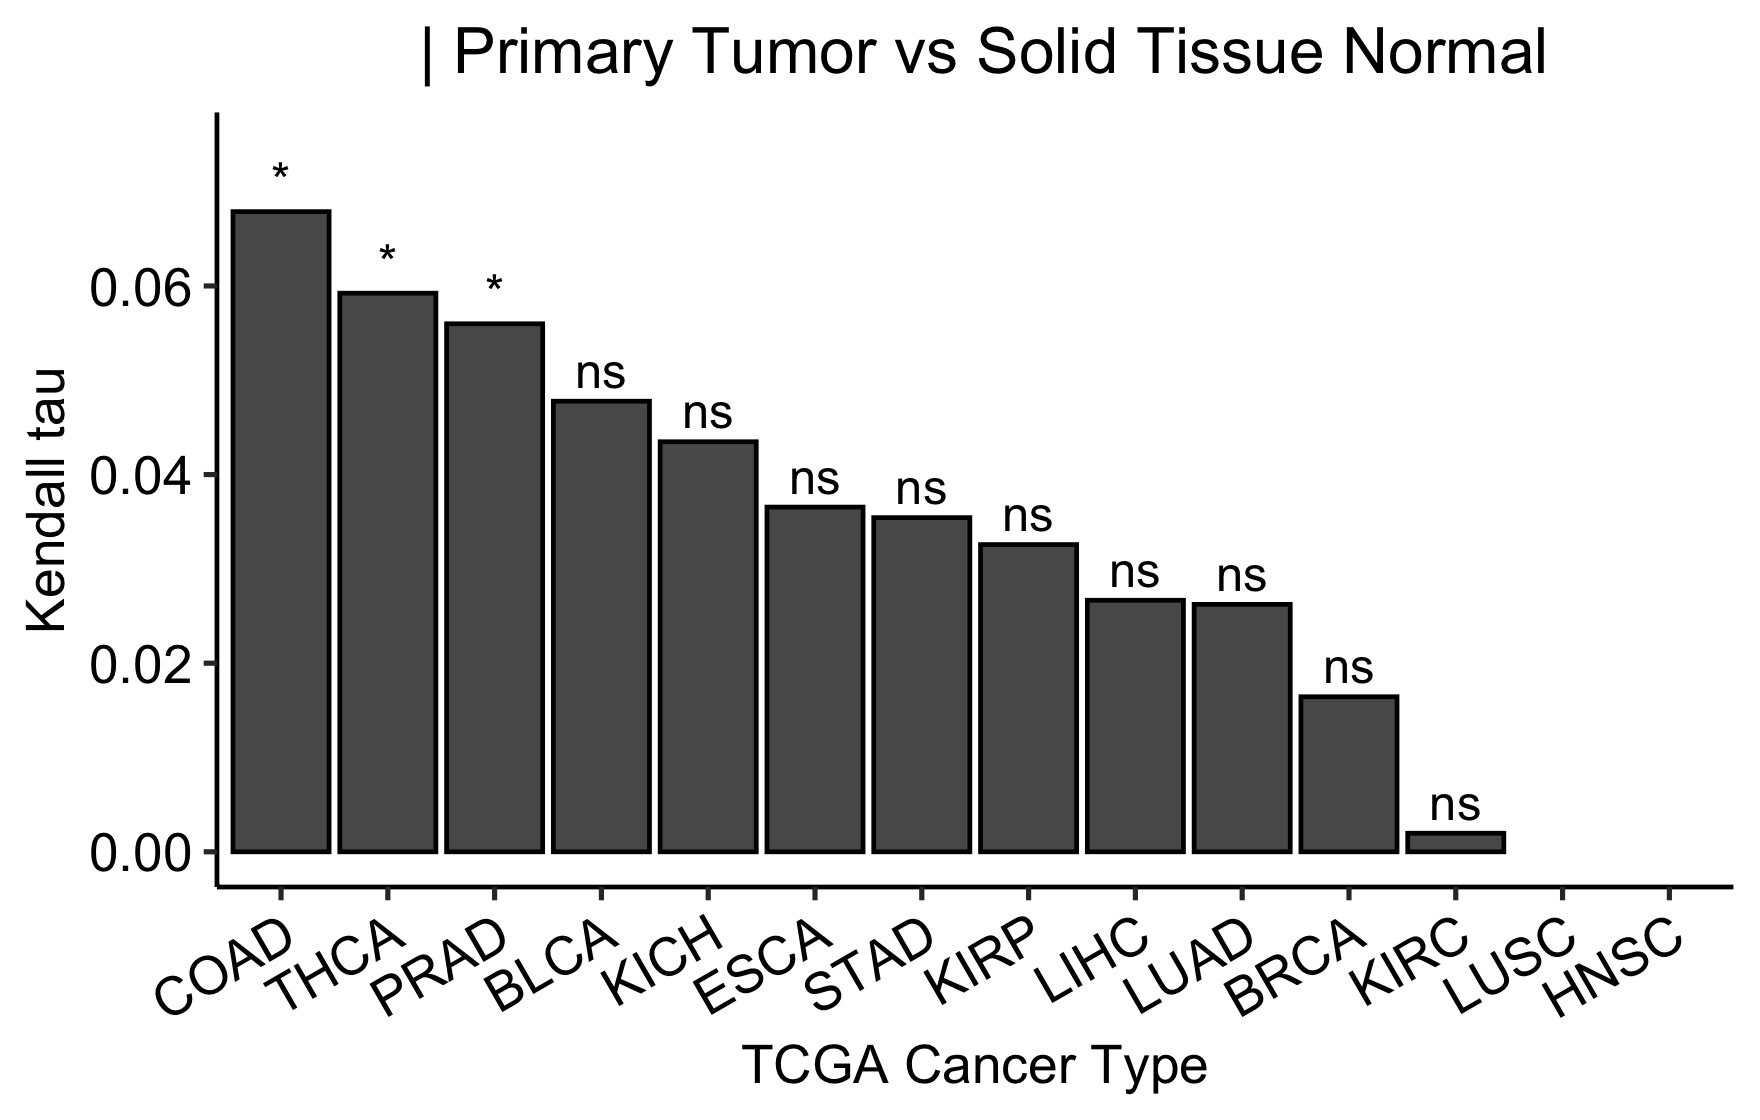 | Primary Tumor vs Solid Tissue Normal
*
*
*
ns
ns
ns
ns
ns
ns
ns
ns
ns
Kendall tau
0.06
0.04
0.02
0.00
COAD THCA PRAD BLCA KICH ESCA STAD KIRP LIHC LUAD BRCA KIRC LUSC HNSC
TCGA Cancer Type